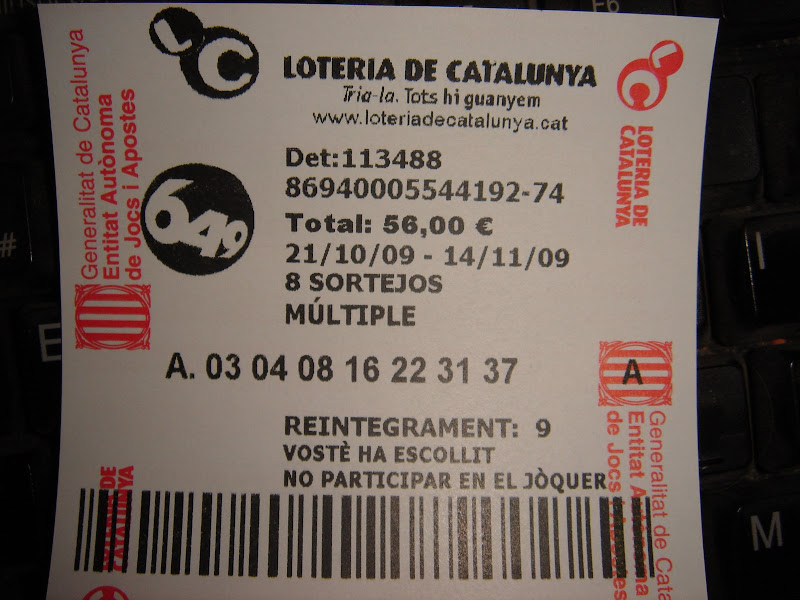 LC
LOTERIA DE CATALUNYA
Tria-la. Tots hi guanyem
www.loteriadecatalunya.cat
Generalitat de Catalunya
Entitat Autònoma
de Jocs i Apostes
LC
LOTERIA DE
CATALUNYA
649
Det:113488
86940005544192-74
Total: 56,00 €
21/10/09 - 14/11/09
8 SORTEJOS
MÚLTIPLE
A. 03 04 08 16 22 31 37
A
REINTEGRAMENT: 9
VOSTÈ HA ESCOLLIT
NO PARTICIPAR EN EL JÒQUER
Generalitat de Cata
Entitat
de Jocs
DE
CATALUNYA
F6
#
E
I
M